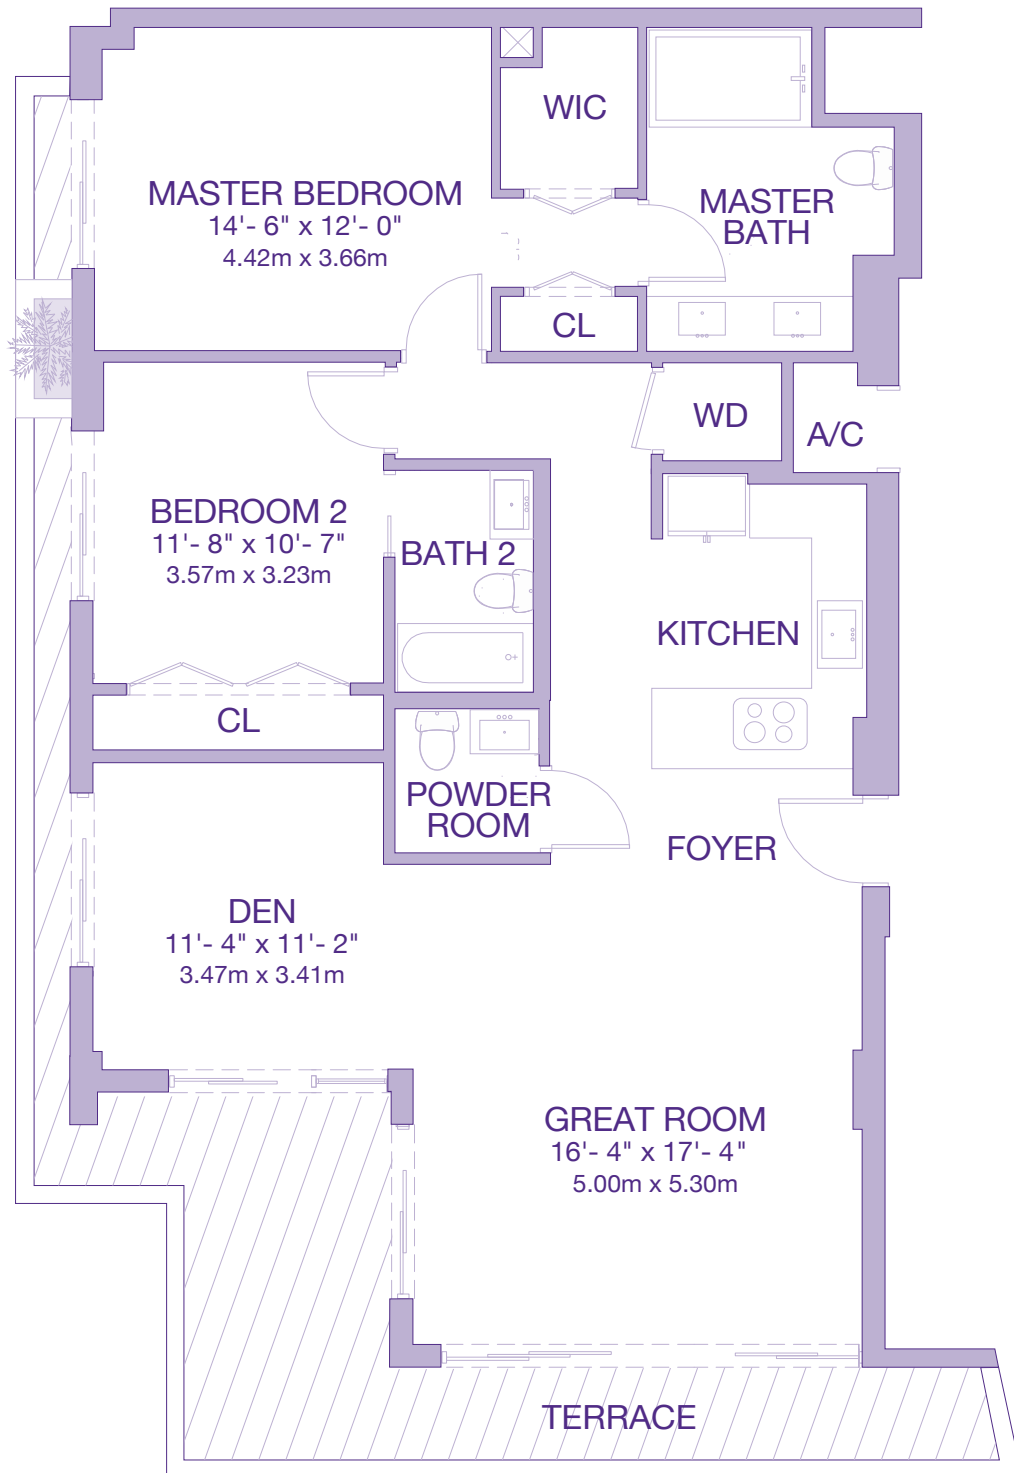 WIC
MASTER BEDROOM
14'- 6" x 12'- 0"
4.42m x 3.66m
MASTER
BATH
CL
WD
A/C
BEDROOM 2
11'- 8" x 10'- 7"
3.57m x 3.23m
BATH 2
KITCHEN
CL
POWDER
ROOM
FOYER
DEN
11'- 4" x 11'- 2"
3.47m x 3.41m
GREAT ROOM
16'- 4" x 17'- 4"
5.00m x 5.30m
TERRACE